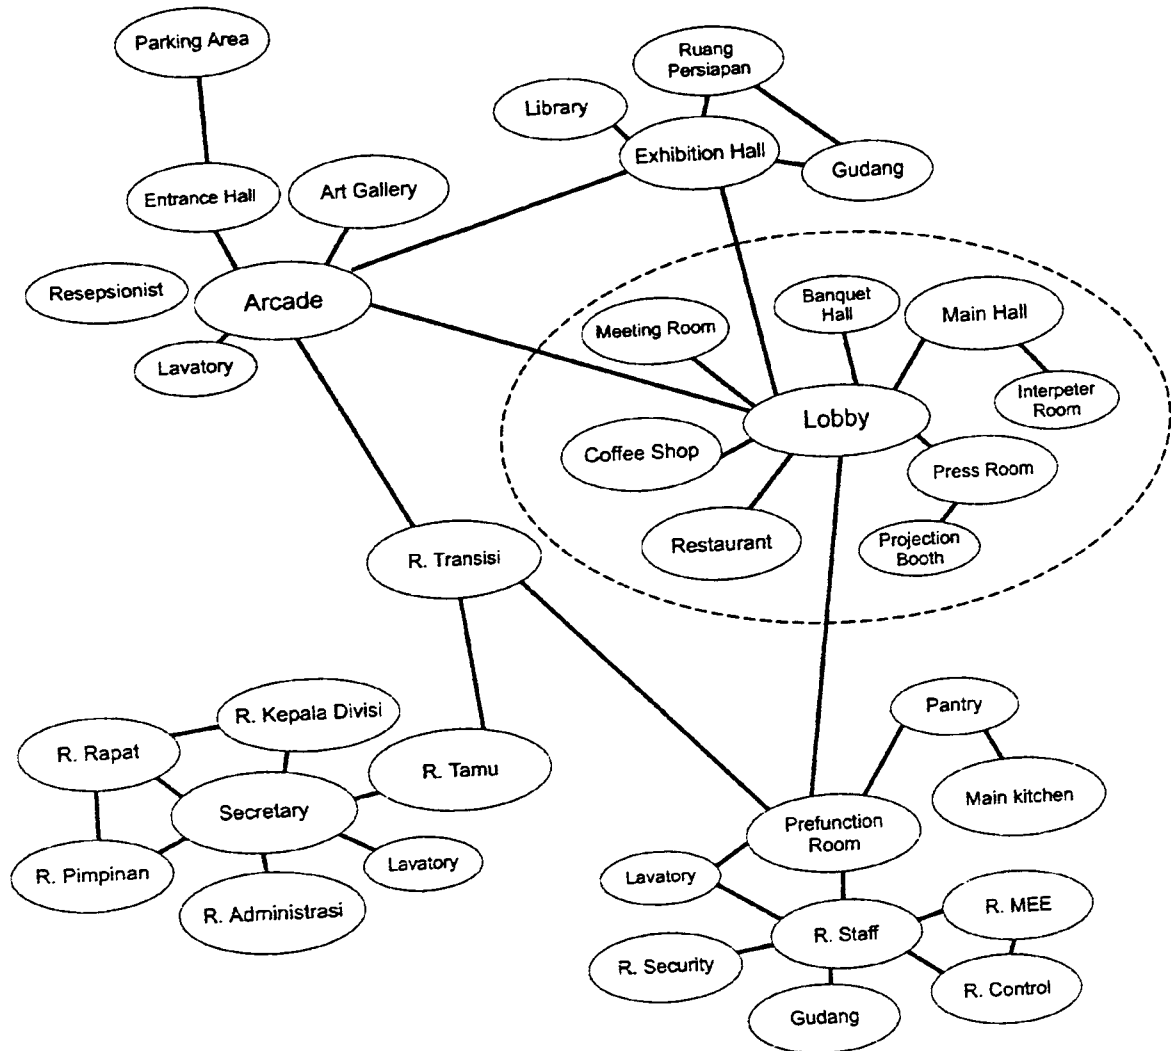 Parking Area
Ruang
Persiapan
Library
Exhibition Hall
Gudang
Entrance Hall
Art Gallery
Resepsionist
Arcade
Lavatory
Meeting Room
Banquet
Hall
Main Hall
Interpeter
Room
Lobby
Coffee Shop
Press Room
Restaurant
Projection
Booth
R. Transisi
R. Kepala Divisi
R. Rapat
R. Tamu
Secretary
R. Pimpinan
Lavatory
R. Administrasi
Pantry
Main kitchen
Prefunction
Room
Lavatory
R. MEE
R. Staff
R. Security
R. Control
Gudang